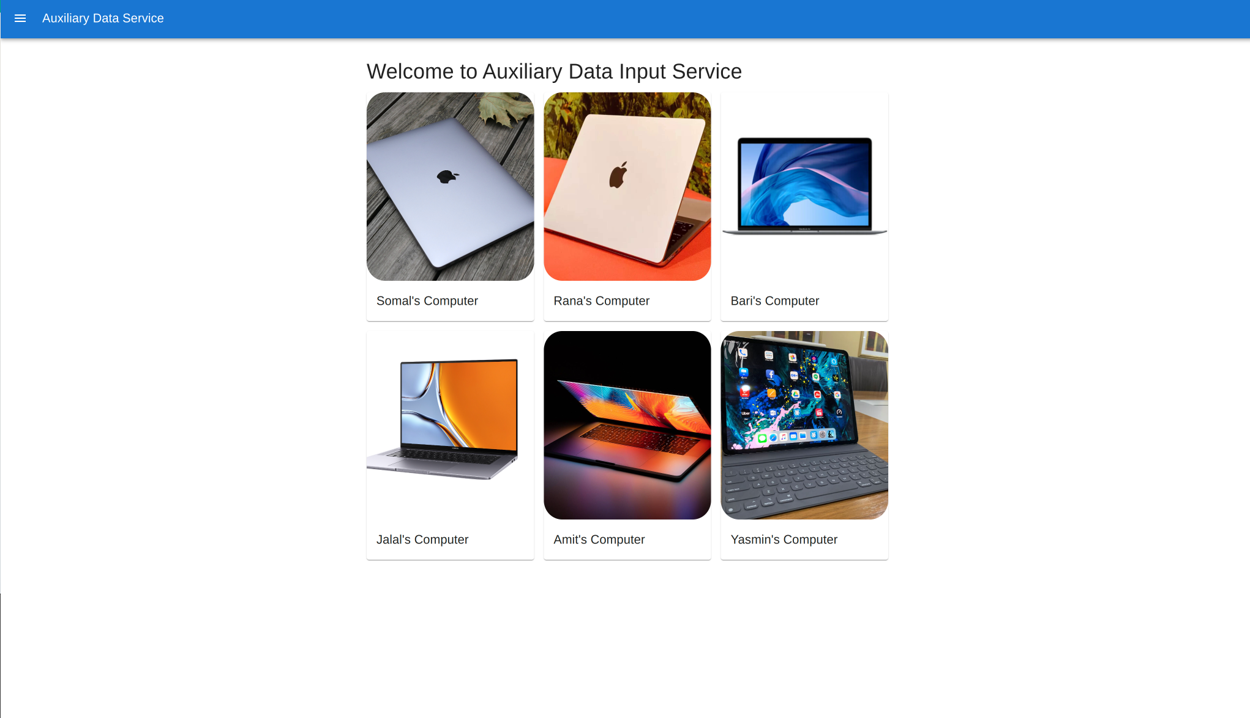 Auxiliary Data Service
Welcome to Auxiliary Data Input Service
Somal's Computer
Rana's Computer
Bari's Computer
Jalal's Computer
Amit's Computer
Yasmin's Computer